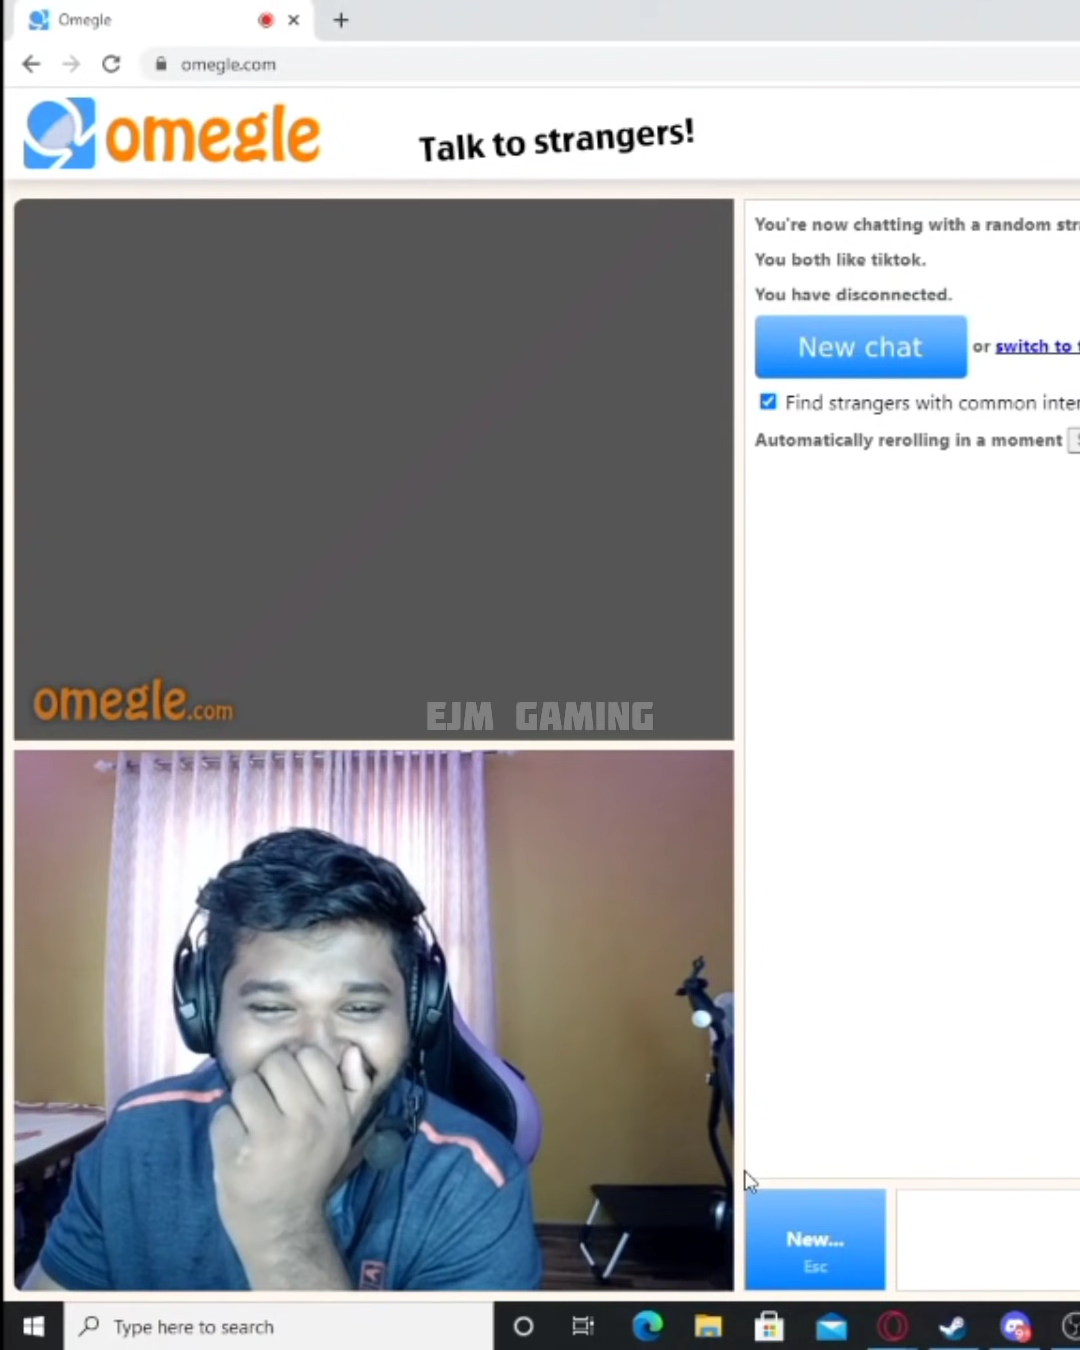 Omegle
omegle.com
omegle
Talk to strangers!
You're now chatting with a random
You both like tiktok.
You have disconnected.
New chat or switch to
Find strangers with common
Automatically rerolling in a moment
omegle.com
EJM GAMING
New...
Esc
Type here to search